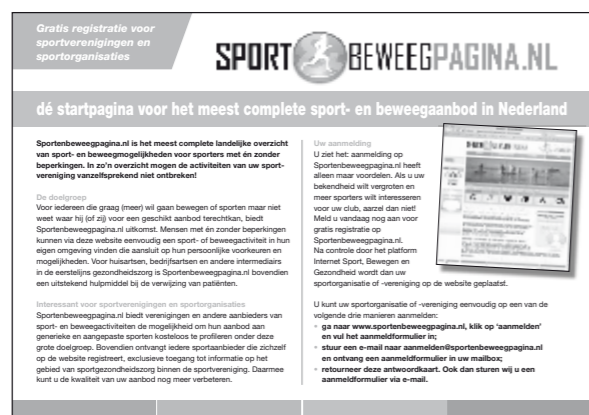 Gratis registratie voor
sportverenigingen en
sportorganisaties
SPORT BEWEEGPAGINA.NL
dé startpagina voor het meest complete sport- en beweegaanbod in Nederland
Sportenbeweegpagina.nl is het meest complete landelijke overzicht
van sport- en beweegmogelijkheden voor sporters met én zonder
beperkingen. In zo'n overzicht mogen de activiteiten van uw sport-
vereniging vanzelfsprekend niet ontbreken!
De doelgroep
Voor iedereen die graag (meer) wil gaan bewegen of sporten maar niet
weet waar hij (of zij) voor een geschikt aanbod terechtkan, biedt
Sportenbeweegpagina.nl uitkomst. Mensen met én zonder beperkingen
kunnen via deze website eenvoudig een sport- of beweegactiviteit in hun
eigen omgeving vinden die aansluit op hun persoonlijke voorkeuren en
mogelijkheden. Voor huisartsen, bedrijfsartsen en andere intermediairs
in de eerstelijns gezondheidszorg is Sportenbeweegpagina.nl bovendien
een uitstekend hulpmiddel bij de verwijzing van patiënten.
Interessant voor sportverenigingen en sportorganisaties
Sportenbeweegpagina.nl biedt verenigingen en andere aanbieders van
sport- en beweegactiviteiten de mogelijkheid om hun aanbod aan
generieke en aangepaste sporten kosteloos te profileren onder deze
grote doelgroep. Bovendien ontvangt iedere sportaanbieder die zichzelf
op de website registreert, exclusieve toegang tot informatie op het
gebied van sportgezondheid binnen de sportvereniging. Daarmee
kunt u de kwaliteit van uw aanbod nog meer verbeteren.
Uw aanmelding
U ziet het: aanmelding op
Sportenbeweegpagina.nl heeft
alleen maar voordelen. Als u uw
bekendheid wilt vergroten en
meer sporters wilt interesseren
voor uw club, aarzel dan niet!
Meld u vandaag nog aan voor
gratis registratie op
Sportenbeweegpagina.nl.
Na controle door het platform
Internet Sport, Bewegen en
Gezondheid wordt dan uw
sportorganisatie of -vereniging op de website geplaatst.
U kunt uw sportorganisatie of -vereniging eenvoudig op een van de
volgende drie manieren aanmelden:
• ga naar www.sportenbeweegpagina.nl, klik op 'aanmelden'
en vul het aanmeldformulier in;
• stuur een e-mail naar aanmelden@sportenbeweegpagina.nl
en ontvang een aanmeldformulier in uw mailbox;
• retourneer deze antwoordkaart. Ook dan sturen wij u een
aanmeldformulier via e-mail.